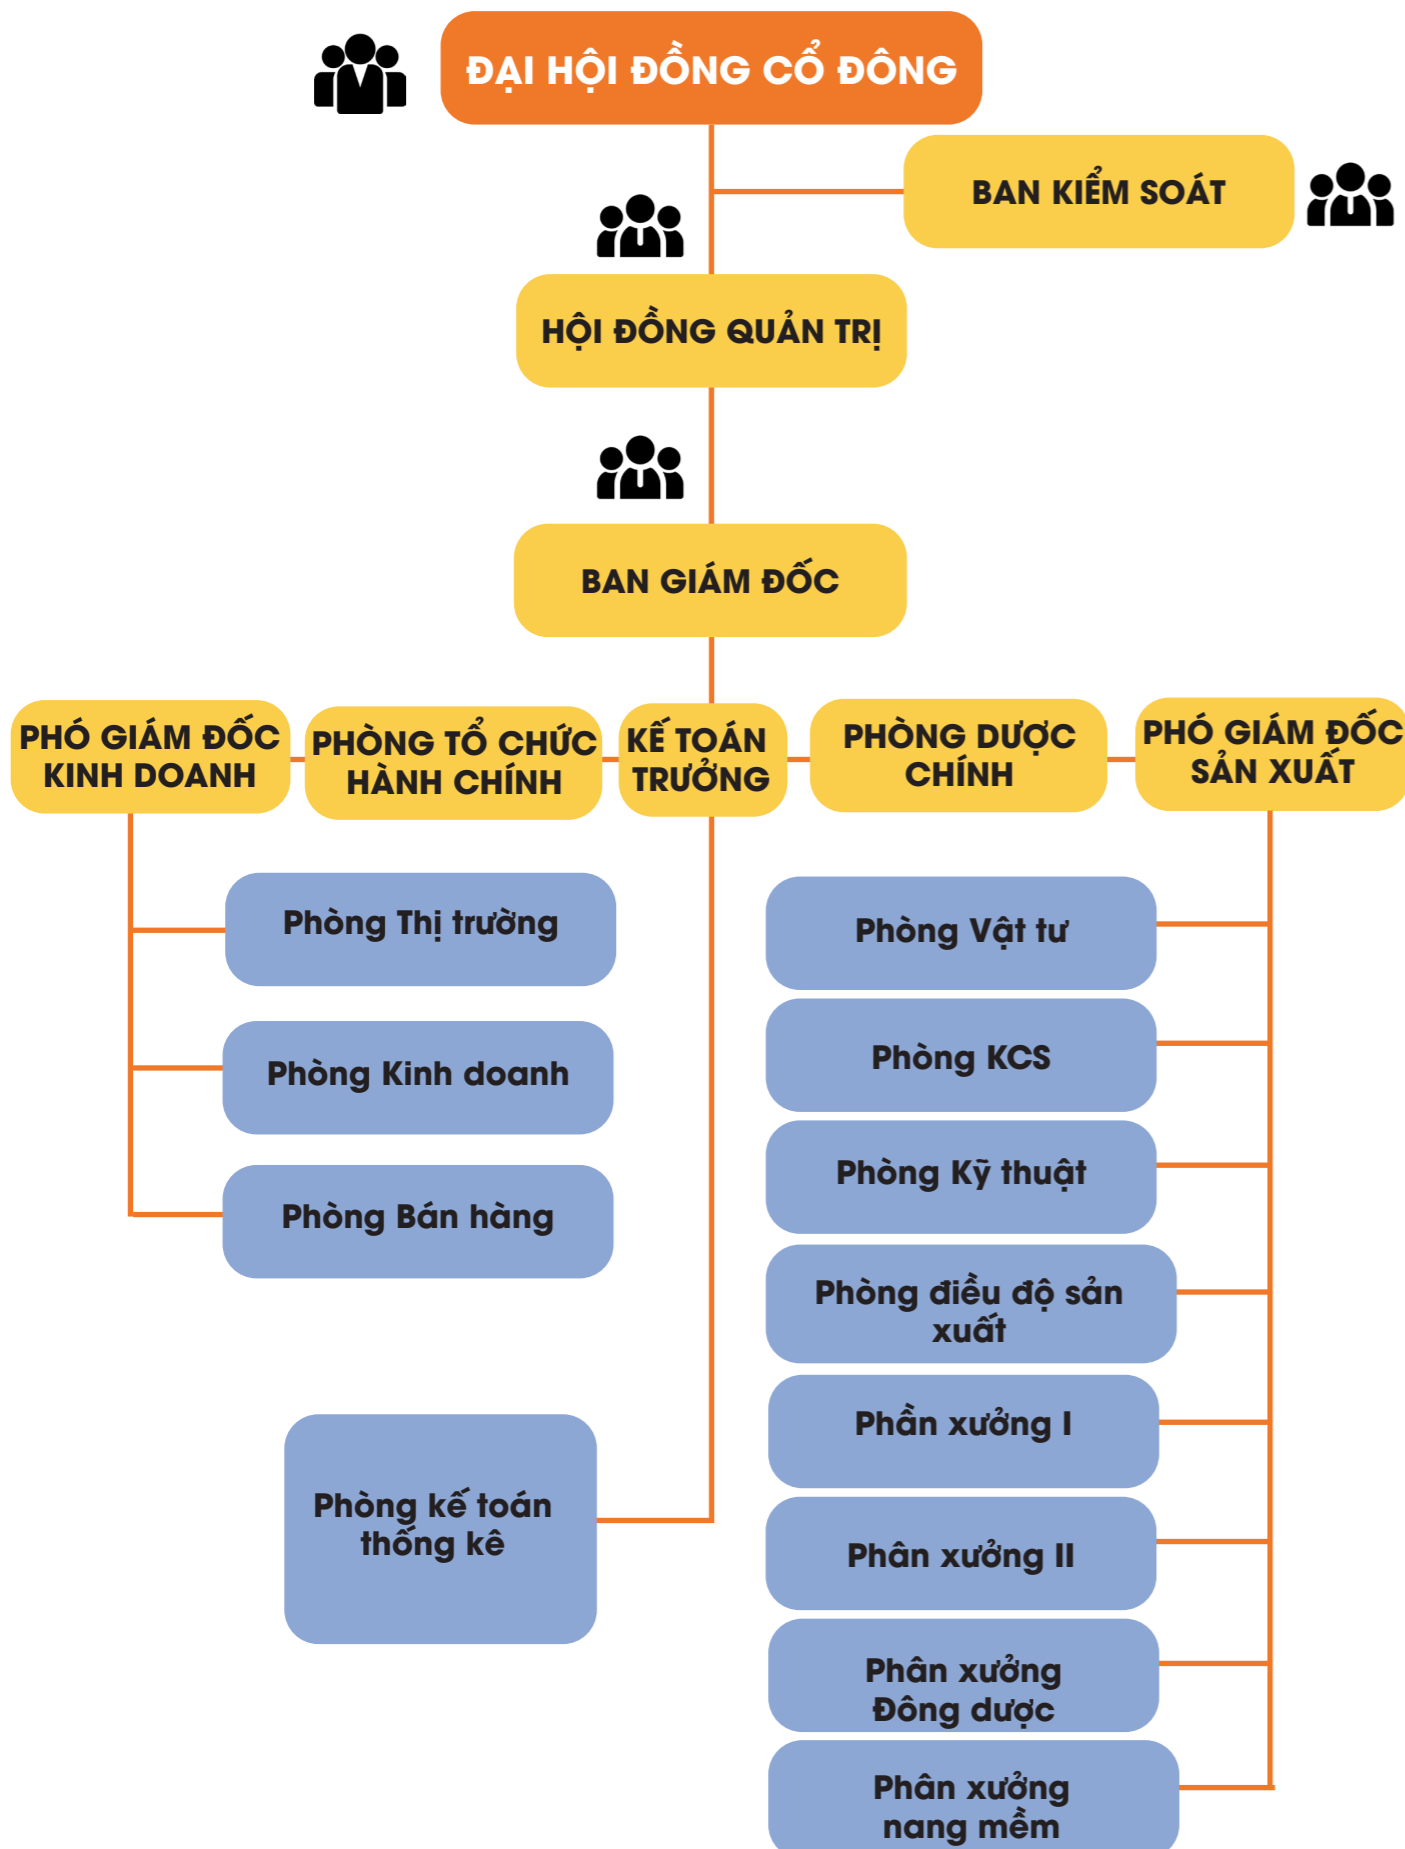 ĐẠI HỘI ĐỒNG CỔ ĐÔNG
BAN KIỂM SOÁT
HỘI ĐỒNG QUẢN TRỊ
BAN GIÁM ĐỐC
PHÓ GIÁM ĐỐC
KINH DOANH
PHÒNG TỔ CHỨC
HÀNH CHÍNH
KẾ TOÁN
TRƯỞNG
PHÒNG DƯỢC
CHÍNH
PHÓ GIÁM ĐỐC
SẢN XUẤT
Phòng Thị trường
Phòng Kinh doanh
Phòng Bán hàng
Phòng kế toán
thống kê
Phòng Vật tư
Phòng KCS
Phòng Kỹ thuật
Phòng điều độ sản
xuất
Phần xưởng I
Phân xưởng II
Phân xưởng
Đông dược
Phân xưởng
nang mềm